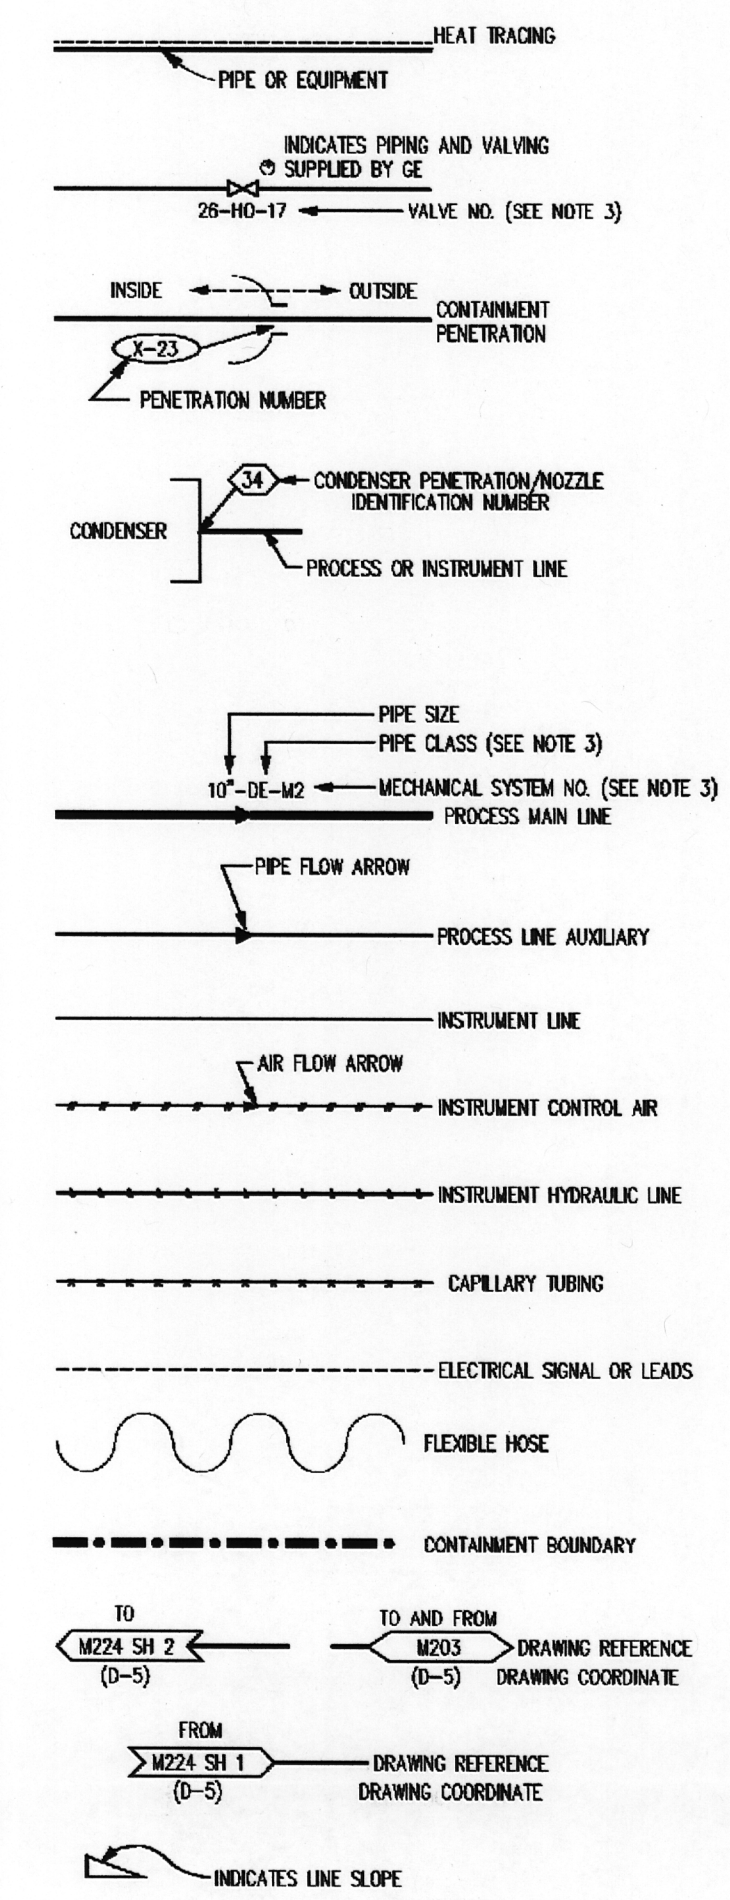 HEAT TRACING
PIPE OR EQUIPMENT
INDICATES PIPING AND VALVING
SUPPLIED BY GE
26-HO-17
VALVE NO. (SEE NOTE 3)
INSIDE
OUTSIDE
CONTAINMENT
PENETRATION
X-23
PENETRATION NUMBER
34
CONDENSER PENETRATION/NOZZLE
IDENTIFICATION NUMBER
CONDENSER
PROCESS OR INSTRUMENT LINE
PIPE SIZE
PIPE CLASS (SEE NOTE 3)
10"-DE-M2
MECHANICAL SYSTEM NO. (SEE NOTE 3)
PROCESS MAIN LINE
PIPE FLOW ARROW
PROCESS LINE AUXILIARY
INSTRUMENT LINE
AIR FLOW ARROW
INSTRUMENT CONTROL AIR
INSTRUMENT HYDRAULIC LINE
CAPILLARY TUBING
ELECTRICAL SIGNAL OR LEADS
FLEXIBLE HOSE
CONTAINMENT BOUNDARY
TO
TO AND FROM
M224 SH 2
M203
DRAWING REFERENCE
(D-5)
(D-5)
DRAWING COORDINATE
FROM
M224 SH 1
DRAWING REFERENCE
(D-5)
DRAWING COORDINATE
INDICATES LINE SLOPE